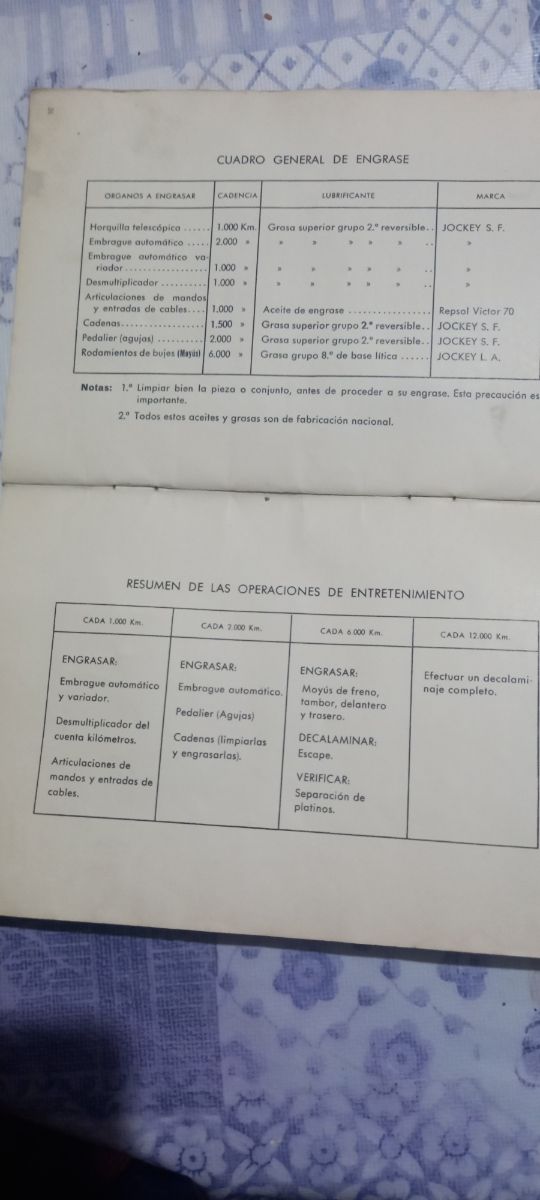 CUADRO GENERAL DE ENGRASE
ORGANOS A ENGRASAR CADENCIA LUBRIFICANTE MARCA
Horquilla telescópica ...... 1.000 Km. Grasa superior grupo 2.º reversible.. JOCKEY S. F.
Embrague automático ..... 2.000 » » » » » » .. »
Embrague automático va-
riador.................. 1.000 » » » » » » .. »
Desmultiplicador .......... 1.000 » » » » » » .. »
Articulaciones de mandos
y entradas de cables.... 1.000 » Aceite de engrase ................. Repsol Victor 70
Cadenas.................. 1.500 » Grasa superior grupo 2.º reversible.. JOCKEY S. F.
Pedalier (agujas) .......... 2.000 » Grasa superior grupo 2.º reversible.. JOCKEY S. F.
Rodamientos de bujes (Mayús) 6.000 » Grasa grupo 8.º de base lítica ...... JOCKEY L. A.
Notas: 1.ª Limpiar bien la pieza o conjunto, antes de proceder a su engrase. Esta precaución es
importante.
2.º Todos estos aceites y grasas son de fabricación nacional.
RESUMEN DE LAS OPERACIONES DE ENTRETENIMIENTO
CADA 1.000 Km. CADA 2.000 Km. CADA 6.000 Km. CADA 12.000 Km.
ENGRASAR:
Embrague automático
y variador.
Desmultiplicador del
cuenta kilómetros.
Articulaciones de
mandos y entradas de
cables.
ENGRASAR:
Embrague automático.
Pedalier (Agujas)
Cadenas (limpiarlas
y engrasarlas).
ENGRASAR:
Moyús de freno,
tambor, delantero
y trasero.
DECALAMINAR:
Escape.
VERIFICAR:
Separación de
platinos.
Efectuar un decalami-
naje completo.